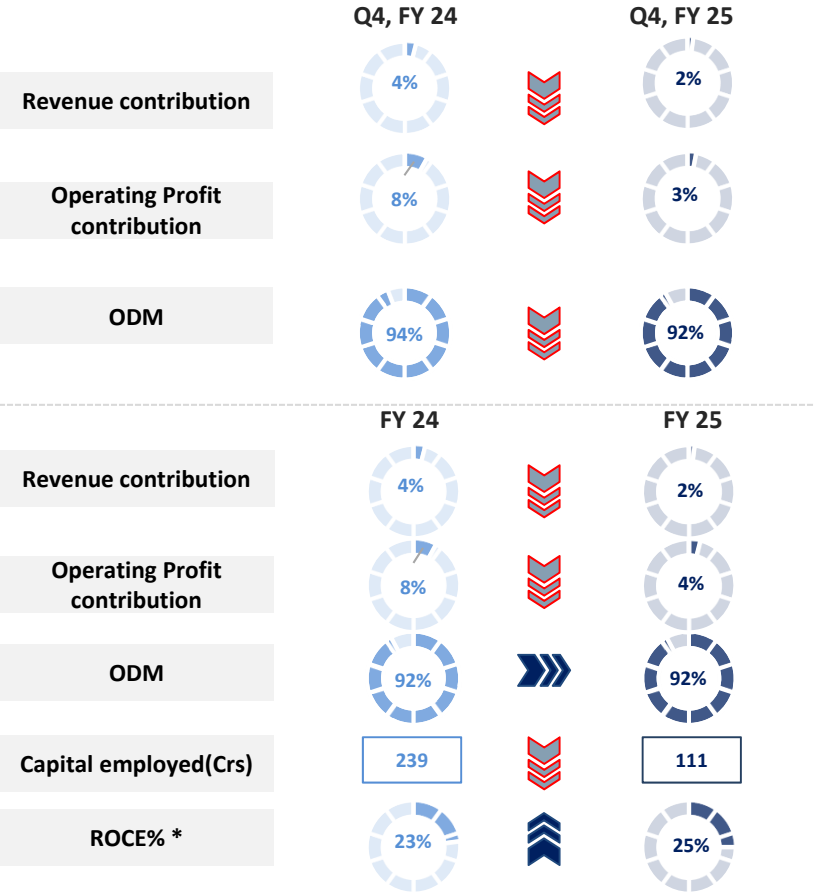 Q4, FY 24
Q4, FY 25
Revenue contribution
4%
2%
Operating Profit
contribution
8%
3%
ODM
94%
92%
FY 24
FY 25
Revenue contribution
4%
2%
Operating Profit
contribution
8%
4%
ODM
92%
92%
Capital employed(Crs)
239
111
ROCE% *
23%
25%